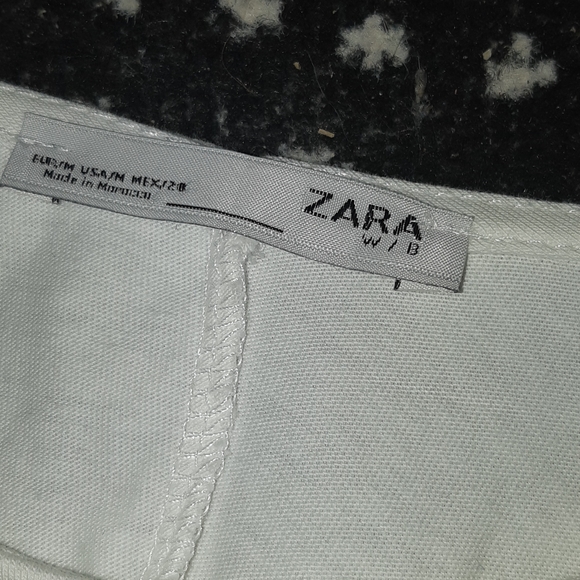 EUR/M USA/M MEX/28
Made in Morocco
ZARA
W / B